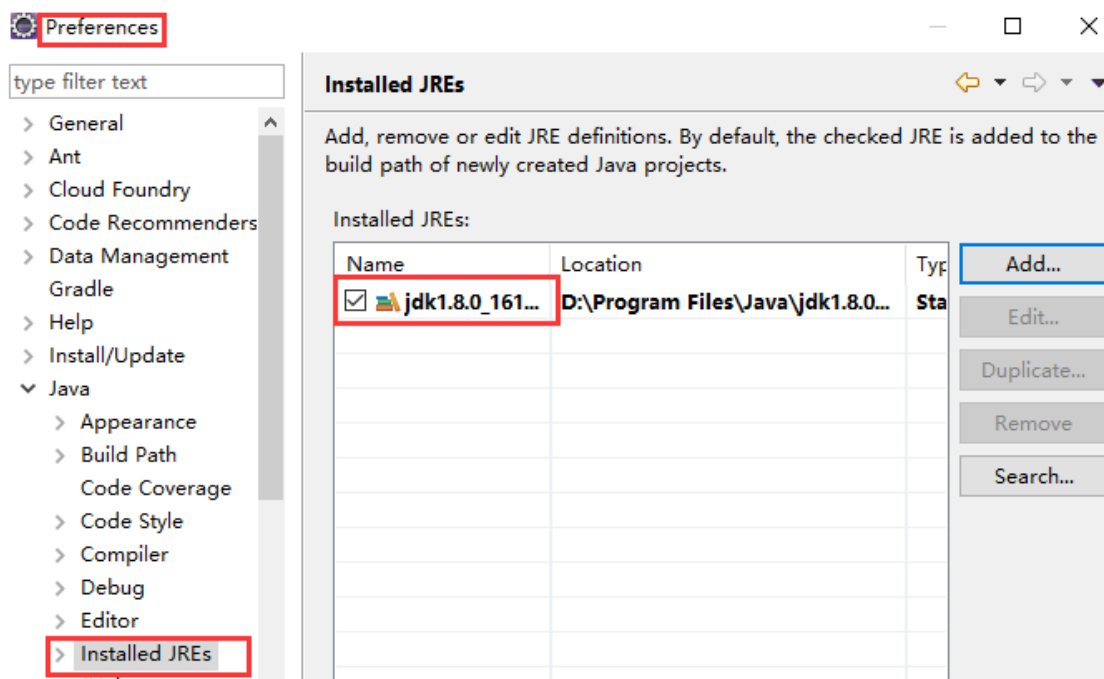 Preferences
type filter text
General
Ant
Cloud Foundry
Code Recommenders
Data Management
Gradle
Help
Install/Update
Java
Appearance
Build Path
Code Coverage
Code Style
Compiler
Debug
Editor
Installed JREs
Installed JREs
Add, remove or edit JRE definitions. By default, the checked JRE is added to the
build path of newly created Java projects.
Installed JREs:
Name Location Typ
jdk1.8.0_161... D:\Program Files\Java\jdk1.8.0... Sta
Add...
Edit...
Duplicate...
Remove
Search...